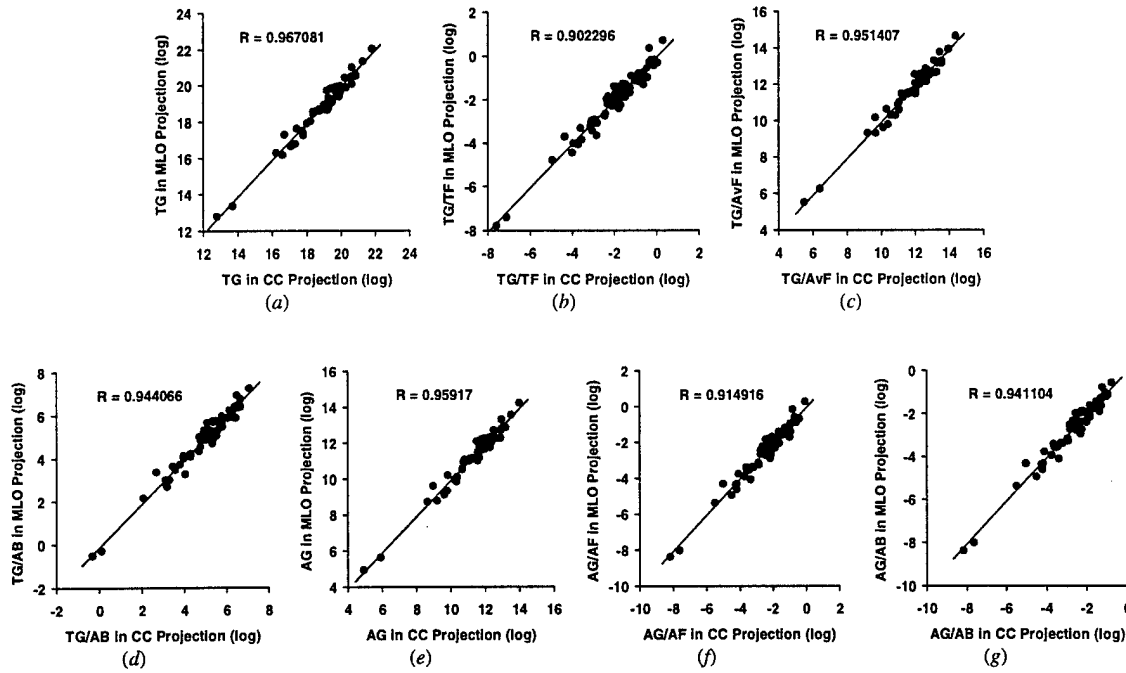 TG in MLO Projection (log)
24
22
20
18
16
14
12
R = 0.967081
12 14 16 18 20 22 24
TG in CC Projection (log)
(a)
TG/TF in MLO Projection (log)
2
0
-2
-4
-6
-8
R = 0.902296
-8 -6 -4 -2 0 2
TG/TF in CC Projection (log)
(b)
TG/AvF in MLO Projection (log)
16
14
12
10
8
6
4
R = 0.951407
4 6 8 10 12 14 16
TG/AvF in CC Projection (log)
(c)
TG/AB in MLO Projection (log)
8
6
4
2
0
-2
R = 0.944066
-2 0 2 4 6 8
TG/AB in CC Projection (log)
(d)
AG in MLO Projection (log)
16
14
12
10
8
6
4
R = 0.95917
4 6 8 10 12 14 16
AG in CC Projection (log)
(e)
AG/AF in MLO Projection (log)
2
0
-2
-4
-6
-8
-10
R = 0.914916
-10 -8 -6 -4 -2 0 2
AG/AF in CC Projection (log)
(f)
AG/AB in MLO Projection (log)
0
-2
-4
-6
-8
-10
R = 0.941104
-10 -8 -6 -4 -2 0
AG/AB in CC Projection (log)
(g)